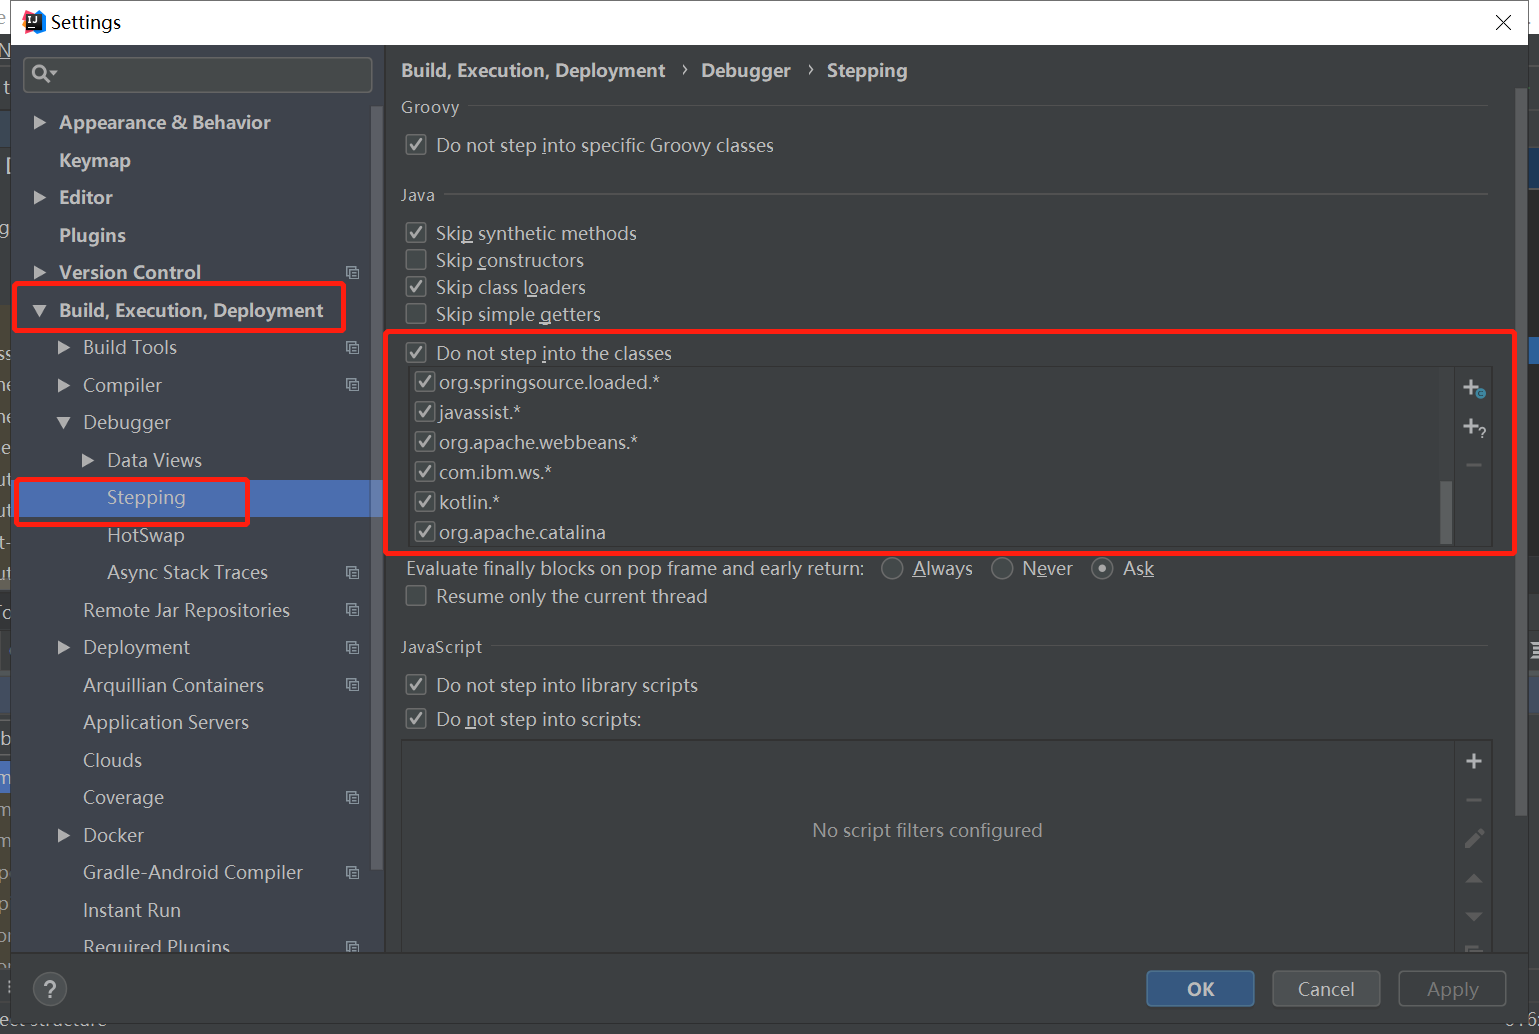 Settings
Appearance & Behavior
Keymap
Editor
Plugins
Version Control
Build, Execution, Deployment
Build Tools
Compiler
Debugger
Data Views
Stepping
HotSwap
Async Stack Traces
Remote Jar Repositories
Deployment
Arquillian Containers
Application Servers
Clouds
Coverage
Docker
Gradle-Android Compiler
Instant Run
Required Plugins
Build, Execution, Deployment › Debugger › Stepping
Groovy
Do not step into specific Groovy classes
Java
Skip synthetic methods
Skip constructors
Skip class loaders
Skip simple getters
Do not step into the classes
org.springsource.loaded.*
javassist.*
org.apache.webbeans.*
com.ibm.ws.*
kotlin.*
org.apache.catalina
Evaluate finally blocks on pop frame and early return: Always Never Ask
Resume only the current thread
JavaScript
Do not step into library scripts
Do not step into scripts:
No script filters configured
? OK Cancel Apply